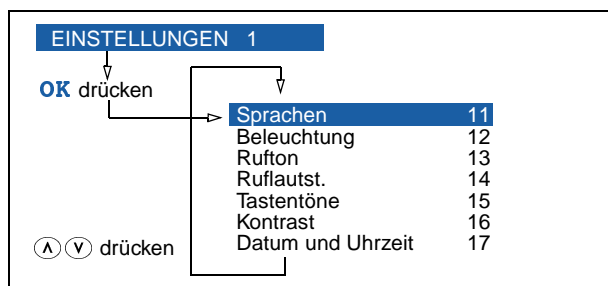 EINSTELLUNGEN 1
OK drücken
Sprachen 11
Beleuchtung 12
Rufton 13
Ruflautst. 14
Tastentöne 15
Kontrast 16
Datum und Uhrzeit 17
∧ ∨ drücken